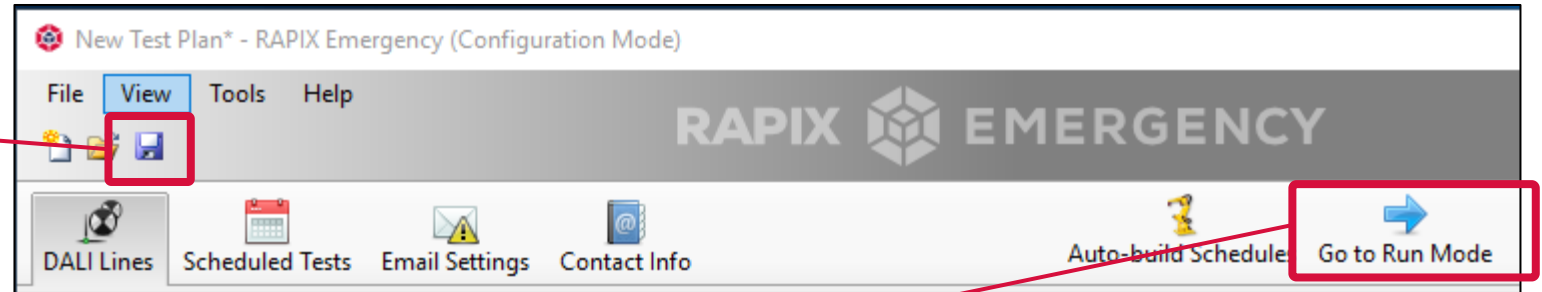 New Test Plan* - RAPIX Emergency (Configuration Mode)
File View Tools Help
RAPIX EMERGENCY
DALI Lines Scheduled Tests Email Settings Contact Info Auto-build Schedules Go to Run Mode